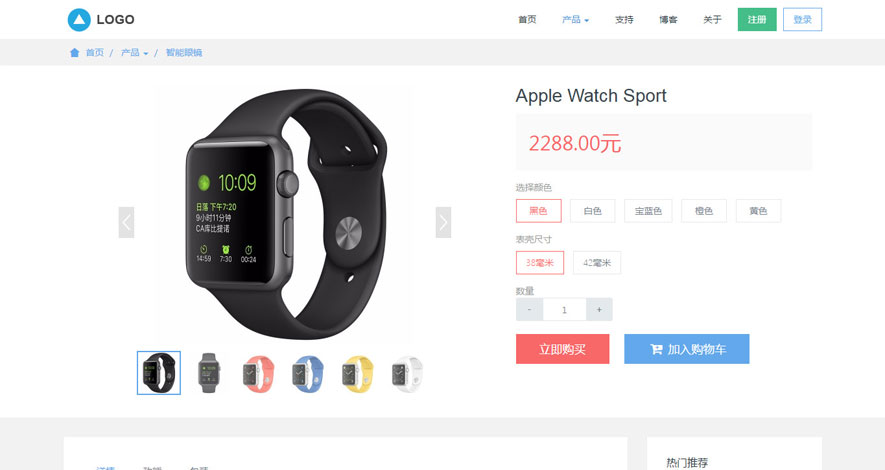 LOGO
首页 产品 支持 博客 关于 注册 登录
首页 / 产品 / 智能眼镜
Apple Watch Sport
2288.00元
选择颜色
黑色 白色 宝蓝色 橙色 黄色
表壳尺寸
38毫米 42毫米
数量
- 1 +
立即购买 加入购物车
10:09
日落 下午7:20
9小时11分钟
CA库比提诺
14:59 7:30 00:24
热门推荐